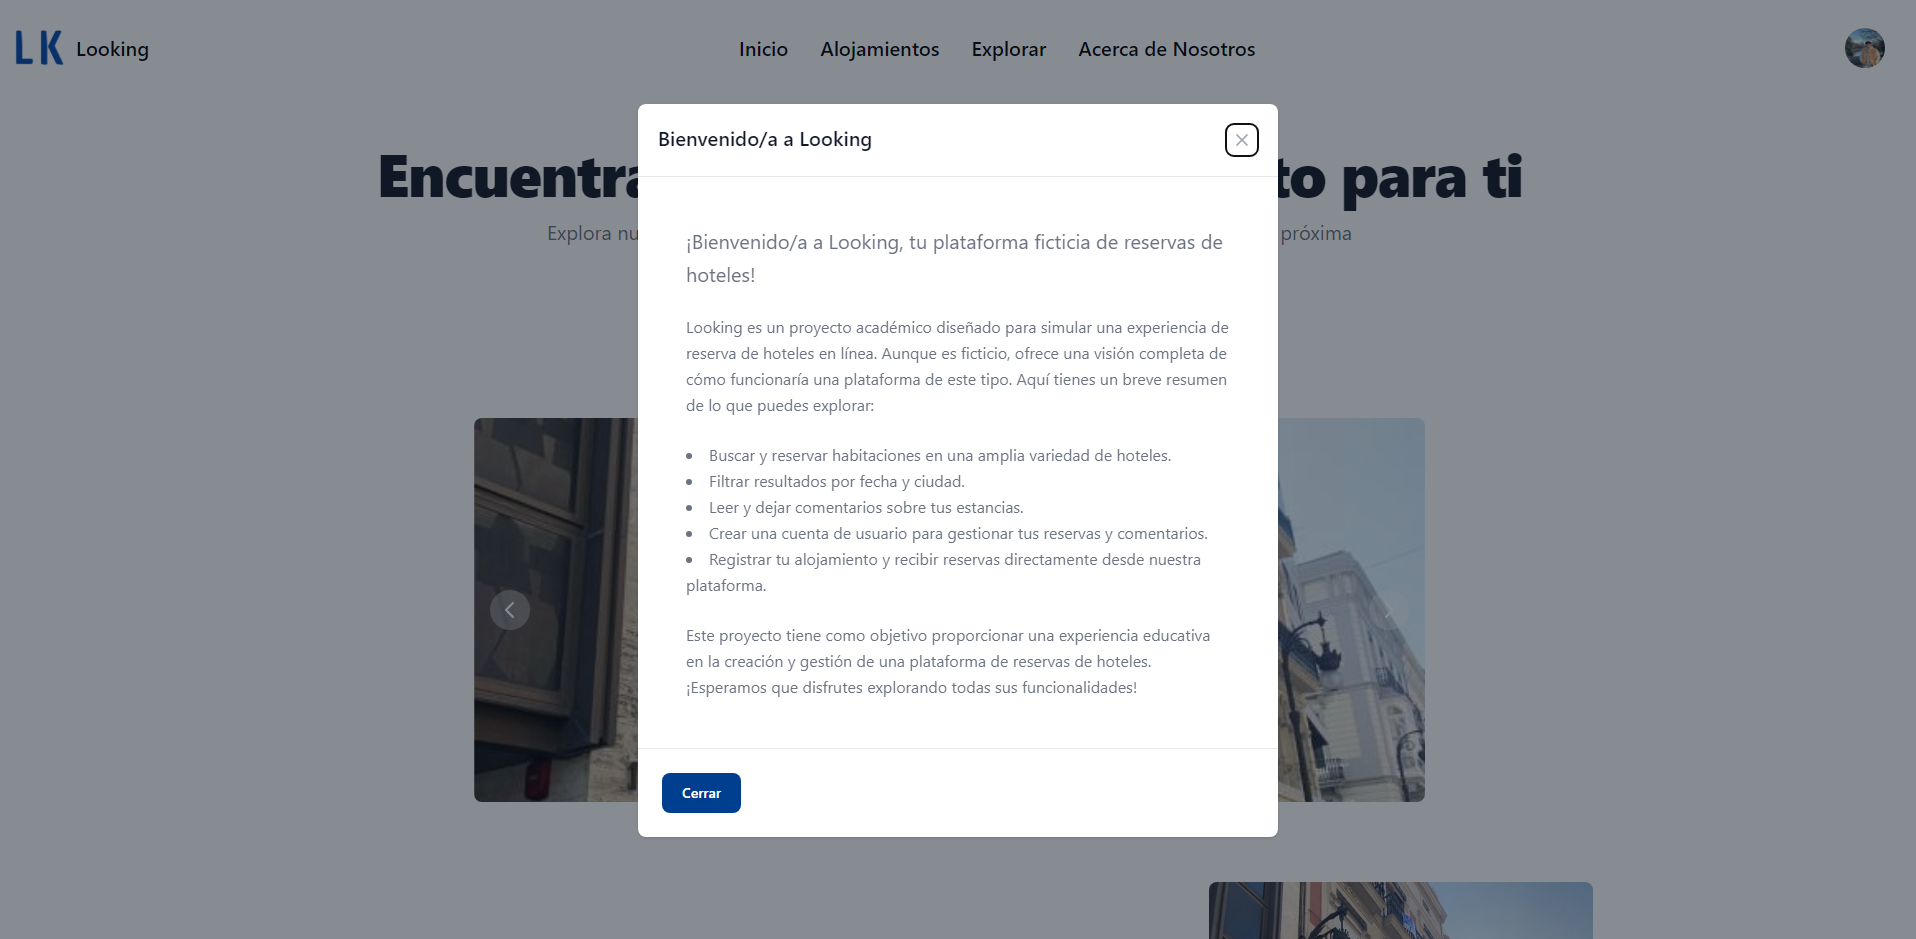 LK Looking
Inicio Alojamientos Explorar Acerca de Nosotros
Encuentra to para ti
Explora nu próxima
Bienvenido/a a Looking
¡Bienvenido/a a Looking, tu plataforma ficticia de reservas de
hoteles!
Looking es un proyecto académico diseñado para simular una experiencia de
reserva de hoteles en línea. Aunque es ficticio, ofrece una visión completa de
cómo funcionaría una plataforma de este tipo. Aquí tienes un breve resumen
de lo que puedes explorar:
• Buscar y reservar habitaciones en una amplia variedad de hoteles.
• Filtrar resultados por fecha y ciudad.
• Leer y dejar comentarios sobre tus estancias.
• Crear una cuenta de usuario para gestionar tus reservas y comentarios.
• Registrar tu alojamiento y recibir reservas directamente desde nuestra
plataforma.
Este proyecto tiene como objetivo proporcionar una experiencia educativa
en la creación y gestión de una plataforma de reservas de hoteles.
¡Esperamos que disfrutes explorando todas sus funcionalidades!
Cerrar